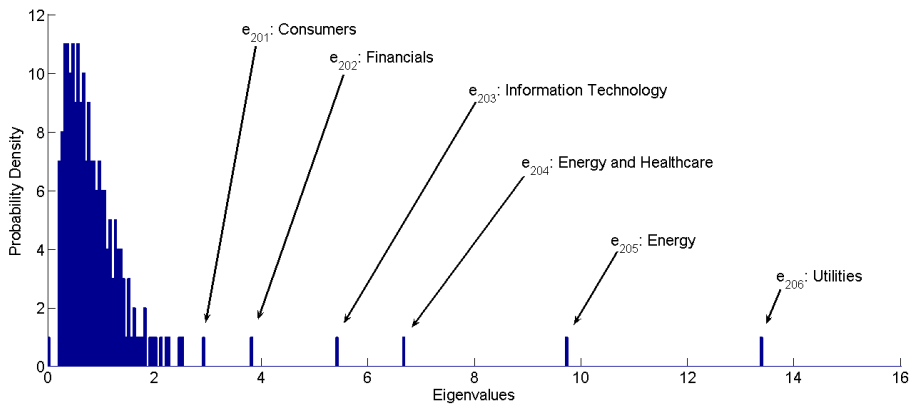 12
10
8
6
4
2
0
Probability Density
e201: Consumers
e202: Financials
e203: Information Technology
e204: Energy and Healthcare
e205: Energy
e206: Utilities
0 2 4 6 8 10 12 14 16
Eigenvalues